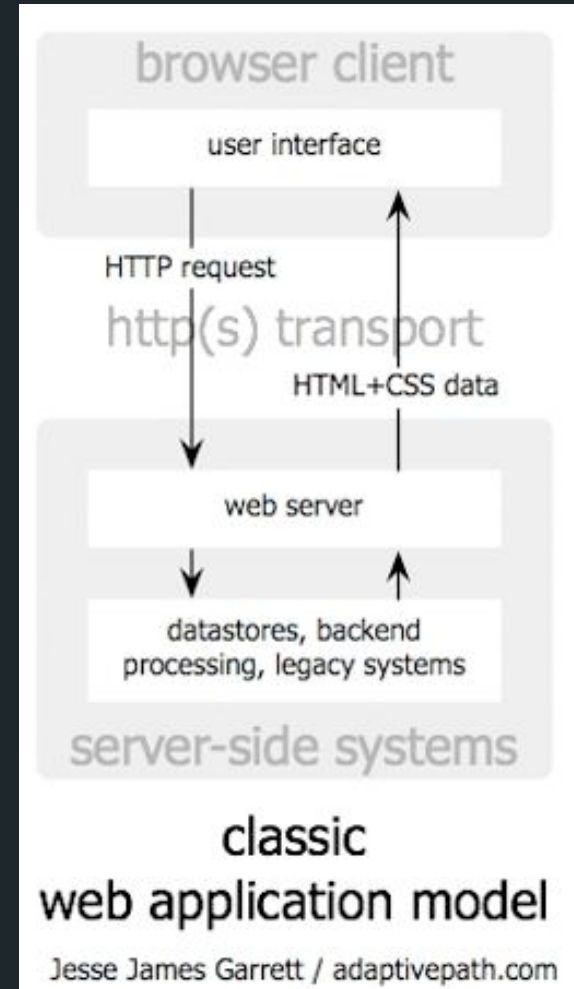 browser client
user interface
HTTP request
http(s) transport
HTML+CSS data
web server
datastores, backend
processing, legacy systems
server-side systems
classic
web application model
Jesse James Garrett / adaptivepath.com